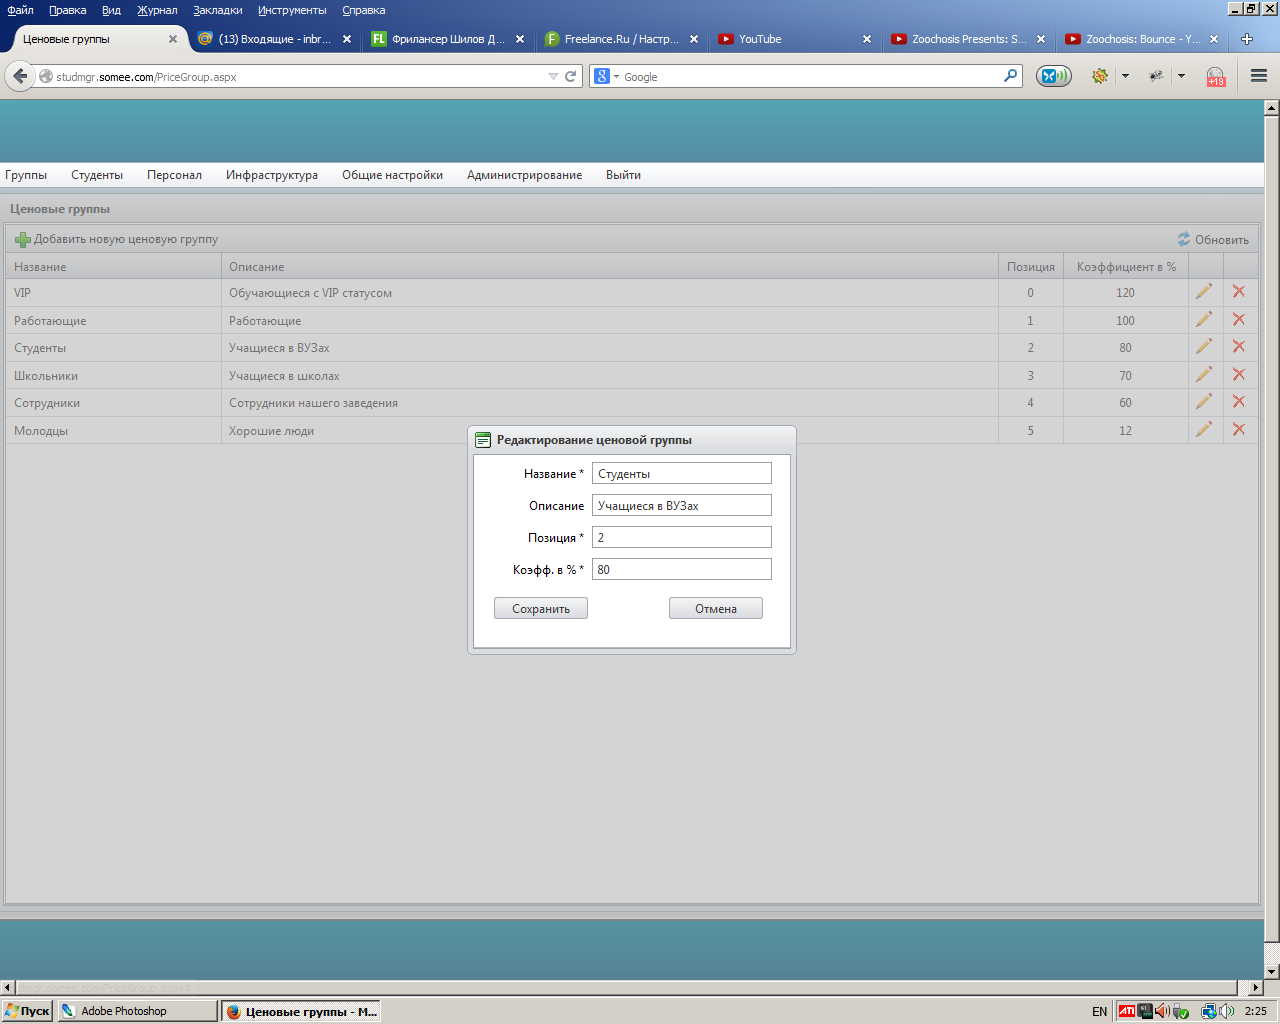 Файл Правка Вид Журнал Закладки Инструменты Справка
Ценовые группы (13) Входящие - inbr... Фрилансер Шилов Д... Freelance.Ru / Настр... YouTube Zoochosis Presents: S... Zoochosis: Bounce - Y...
studmgr.somee.com/PriceGroup.aspx Google +19
Группы Студенты Персонал Инфраструктура Общие настройки Администрирование Выйти
Ценовые группы
Добавить новую ценовую группу Обновить
Название Описание Позиция Коэффициент в %
VIP Обучающиеся с VIP статусом 0 120
Работающие Работающие 1 100
Студенты Учащиеся в ВУЗах 2 80
Школьники Учащиеся в школах 3 70
Сотрудники Сотрудники нашего заведения 4 60
Молодцы Хорошие люди 5 12
Редактирование ценовой группы
Название * Студенты
Описание Учащиеся в ВУЗах
Позиция * 2
Коэфф. в % * 80
Сохранить Отмена
Пуск Adobe Photoshop Ценовые группы - M... EN ATI 2:25